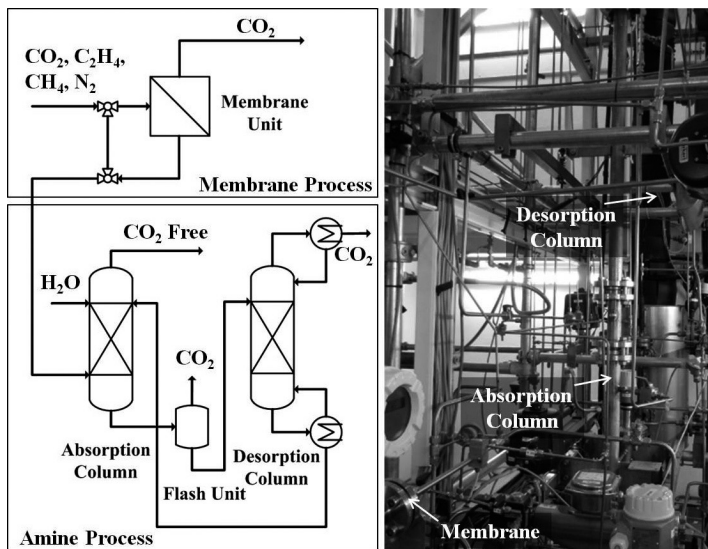 CO₂
CO₂, C₂H₄,
CH₄, N₂
Membrane
Unit
Membrane Process
CO₂ Free
CO₂
H₂O
CO₂
Absorption
Column
Flash Unit
Desorption
Column
Amine Process
Desorption
Column
Absorption
Column
Membrane